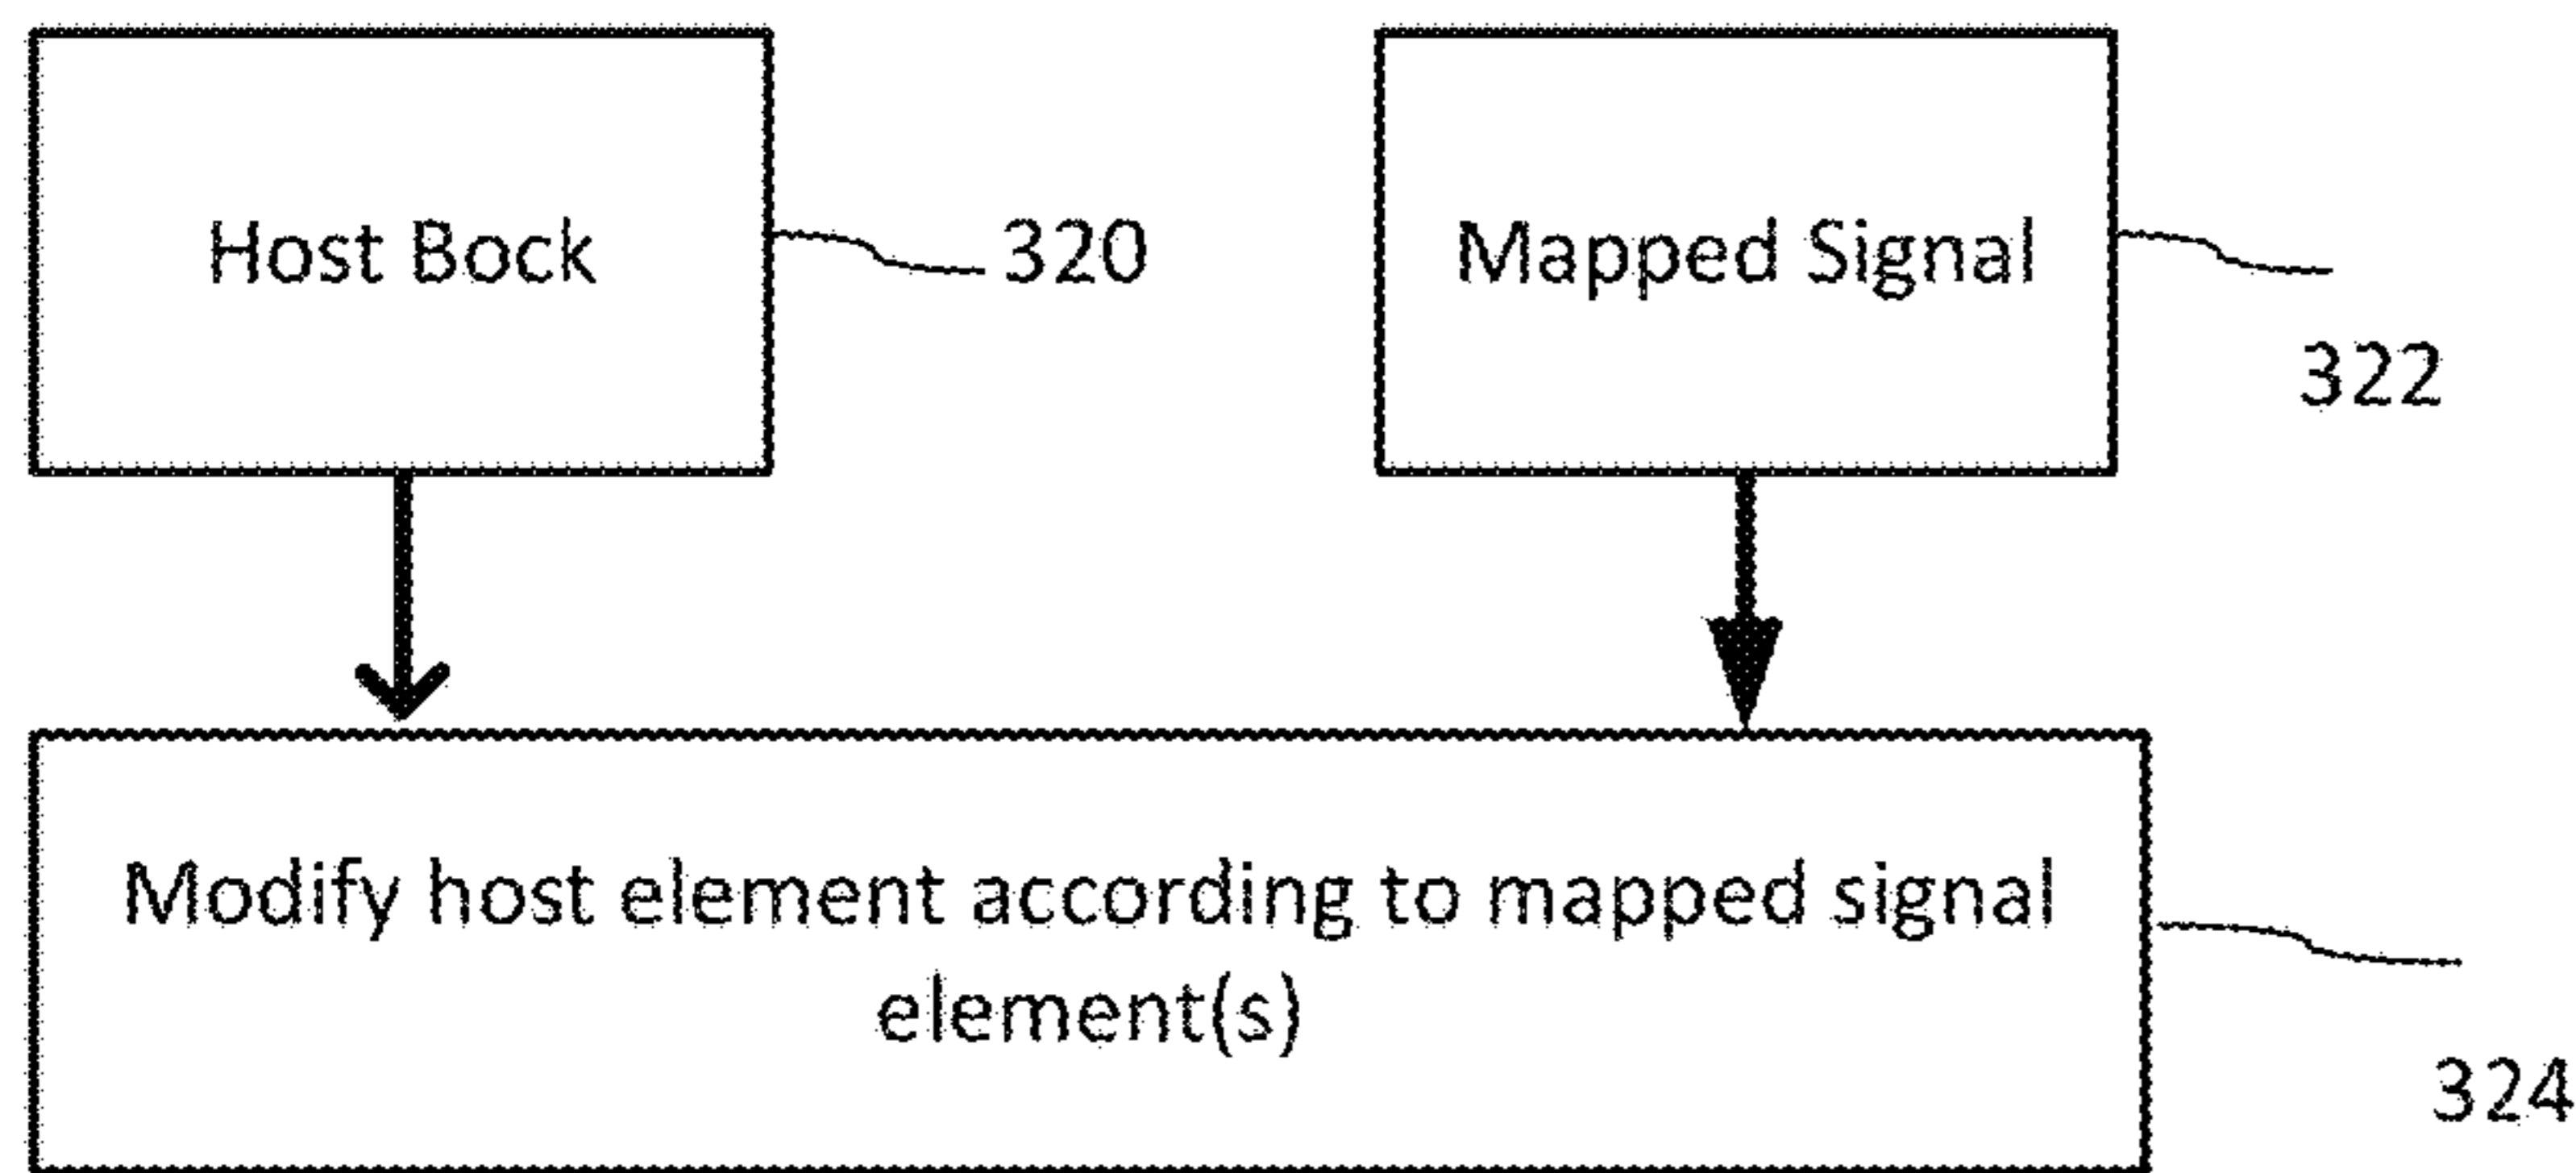 Host Bock
320
Mapped Signal
322
Modify host element according to mapped signal
element(s)
324